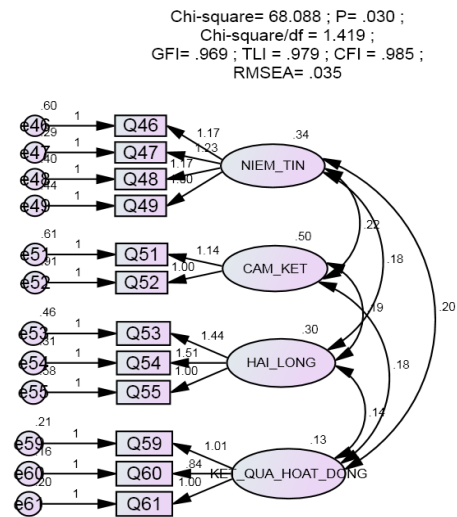 Chi-square= 68.088 ; P= .030 ;
Chi-square/df = 1.419 ;
GFI= .969 ; TLI = .979 ; CFI = .985 ;
RMSEA= .035
.60
e46 1 Q46 1.17 .34
.29
e47 1 Q47 1.23 NIEM_TIN
.40
e48 1 Q48 1.17
.44
e49 1 Q49 1.00
.22
.18
.20
.61
e51 1 Q51 1.14 .50
.91
e52 1 Q52 1.00 CAM_KET
.19
.18
.46
e53 1 Q53 1.44 .30
.31
e54 1 Q54 1.51 HAI_LONG
.58
e55 1 Q55 1.00
.14
.21
e59 1 Q59 1.01 .13
.16
e60 1 Q60 .84 KET_QUA_HOAT_DONG
.20
e61 1 Q61 1.00